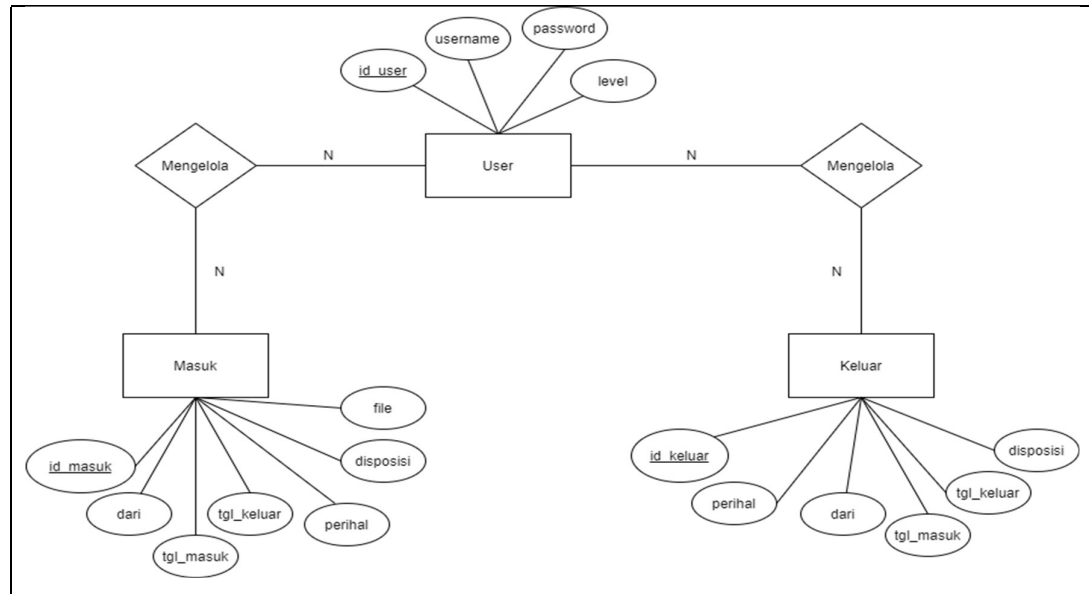 password
username
id_user
level
Mengelola
N
User
N
Mengelola
N
N
Masuk
Keluar
file
disposisi
id_masuk
dari
tgl_keluar
perihal
tgl_masuk
disposisi
id_keluar
tgl_keluar
perihal
dari
tgl_masuk